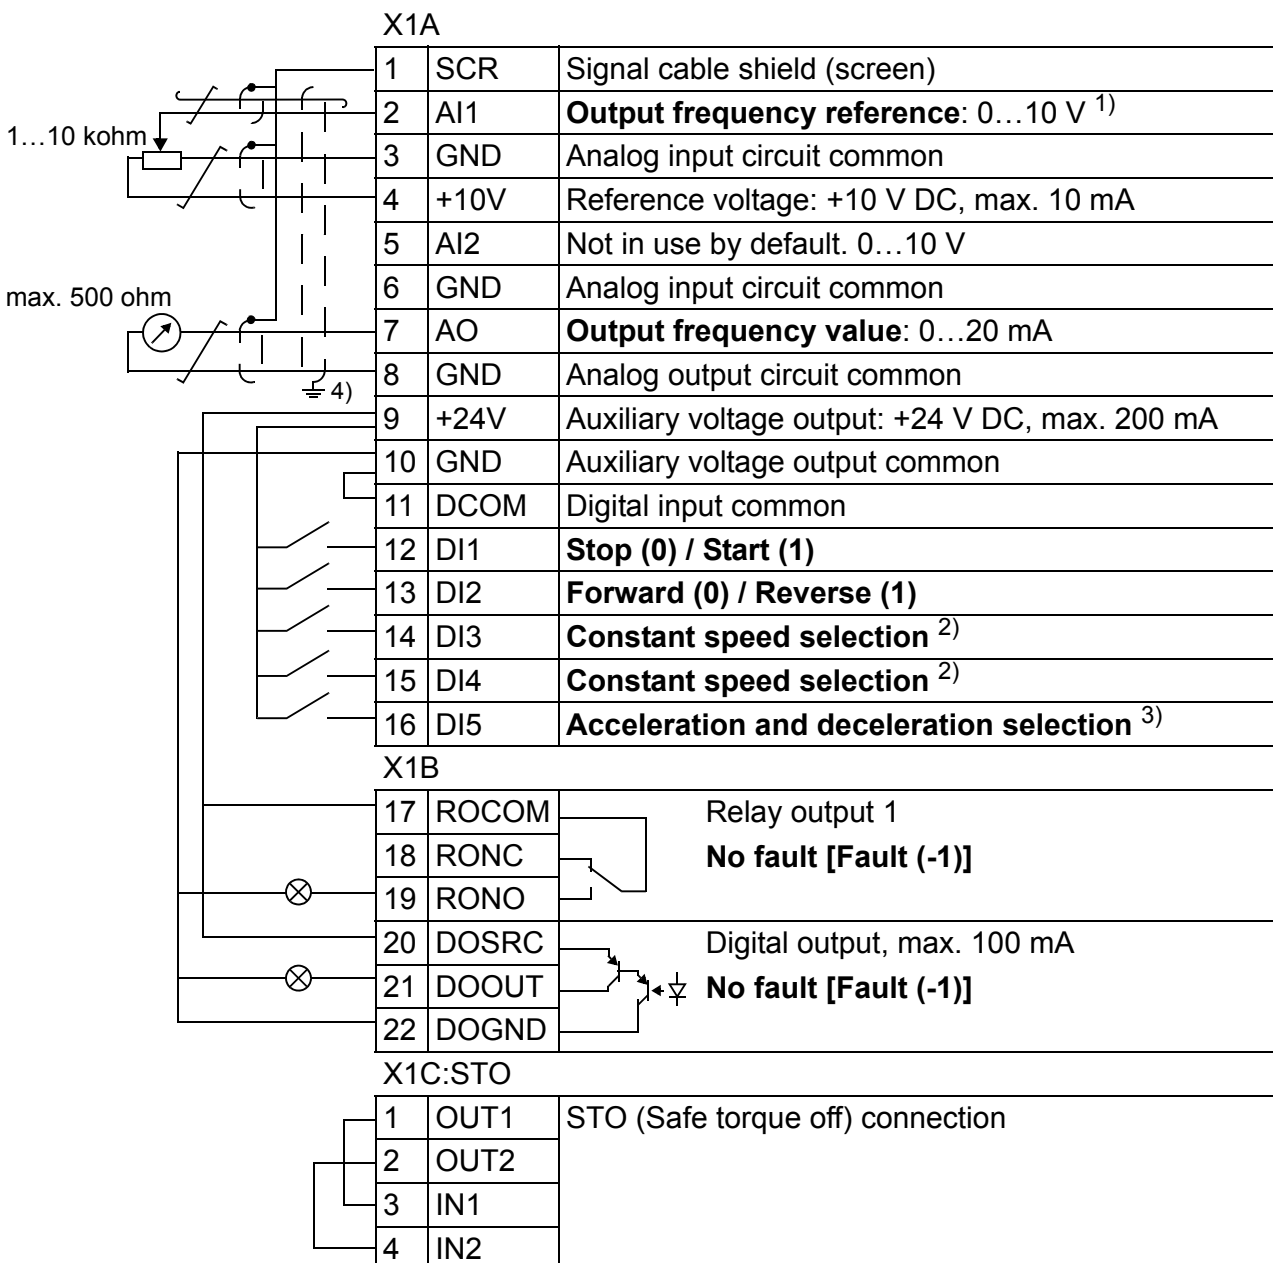 X1A
1 SCR Signal cable shield (screen)
2 AI1 Output frequency reference: 0…10 V 1)
1…10 kohm
3 GND Analog input circuit common
4 +10V Reference voltage: +10 V DC, max. 10 mA
5 AI2 Not in use by default. 0…10 V
6 GND Analog input circuit common
max. 500 ohm
7 AO Output frequency value: 0…20 mA
8 GND Analog output circuit common
4)
9 +24V Auxiliary voltage output: +24 V DC, max. 200 mA
10 GND Auxiliary voltage output common
11 DCOM Digital input common
12 DI1 Stop (0) / Start (1)
13 DI2 Forward (0) / Reverse (1)
14 DI3 Constant speed selection 2)
15 DI4 Constant speed selection 2)
16 DI5 Acceleration and deceleration selection 3)
X1B
17 ROCOM Relay output 1
18 RONC No fault [Fault (-1)]
19 RONO
20 DOSRC Digital output, max. 100 mA
21 DOOUT No fault [Fault (-1)]
22 DOGND
X1C:STO
1 OUT1 STO (Safe torque off) connection
2 OUT2
3 IN1
4 IN2